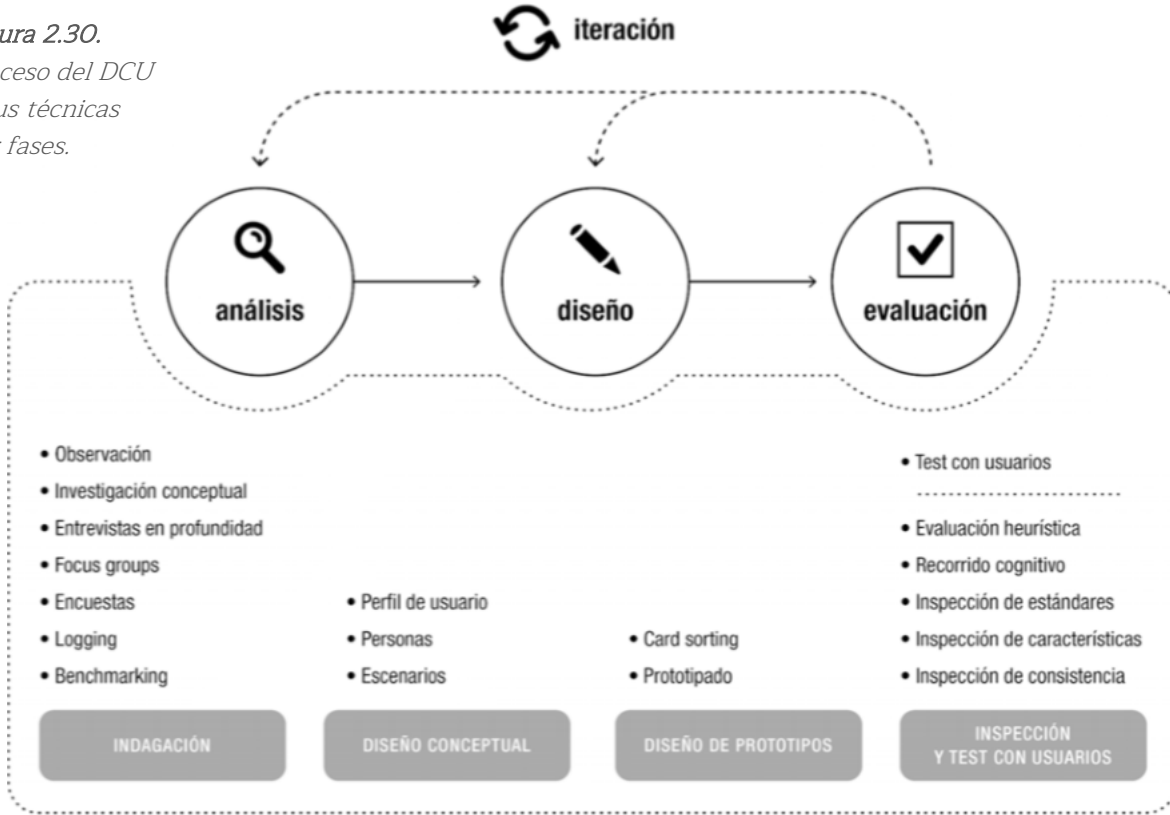 ura 2.30.
ceso del DCU
us técnicas
fases.
iteración
análisis
diseño
evaluación
• Observación
• Investigación conceptual
• Entrevistas en profundidad
• Focus groups
• Encuestas
• Logging
• Benchmarking
INDAGACIÓN
• Perfil de usuario
• Personas
• Escenarios
DISEÑO CONCEPTUAL
• Card sorting
• Prototipado
DISEÑO DE PROTOTIPOS
• Test con usuarios
• Evaluación heurística
• Recorrido cognitivo
• Inspección de estándares
• Inspección de características
• Inspección de consistencia
INSPECCIÓN
Y TEST CON USUARIOS